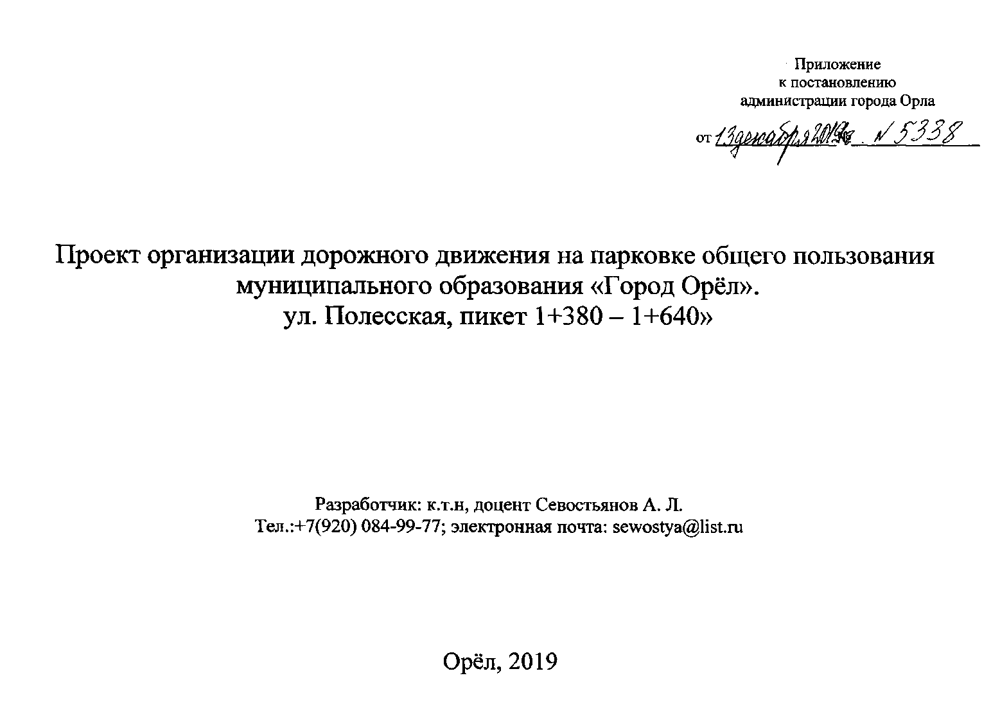 Приложение
к постановлению
администрации города Орла
от 13 декабря 2019г. № N 5338
Проект организации дорожного движения на парковке общего пользования
муниципального образования «Город Орёл».
ул. Полесская, пикет 1+380 – 1+640»
Разработчик: к.т.н, доцент Севостьянов А. Л.
Тел.:+7(920) 084-99-77; электронная почта: sewostya@list.ru
Орёл, 2019